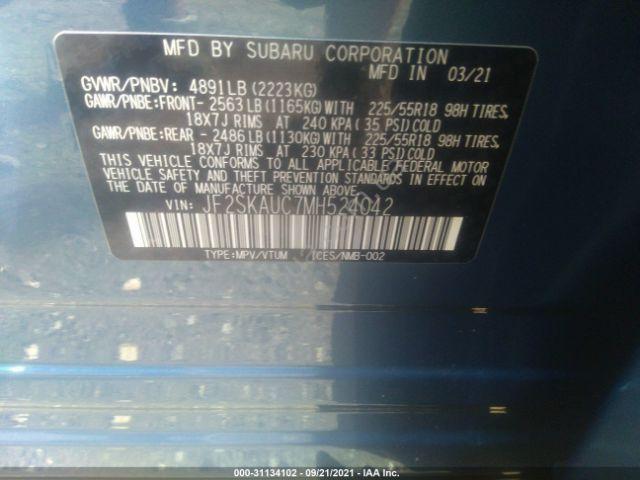 MFD BY SUBARU CORPORATION
MFD IN 03/21
GVWR/PNBV: 4891LB(2223KG)
GAWR/PNBE:FRONT- 2563 LB(1165KG)WITH 225/55R18 98H TIRES,
18X7J RIMS AT 240 KPA(35 PSI)COLD
GAWR/PNBE:REAR - 2486 LB(1130KG)WITH 225/55R18 98H TIRES,
18X7J RIMS AT 230 KPA(33 PSI)COLD
THIS VEHICLE CONFORMS TO ALL APPLICABLE FEDERAL MOTOR
VEHICLE SAFETY AND THEFT PREVENTION STANDARDS IN EFFECT
ON THE DATE OF MANUFACTURE SHOWN ABOVE.
VIN: JF2SKAUC7MH524042
TYPE:MPV/VTUM ICES/NMB-002
000-31134102 - 09/21/2021 - IAA Inc.